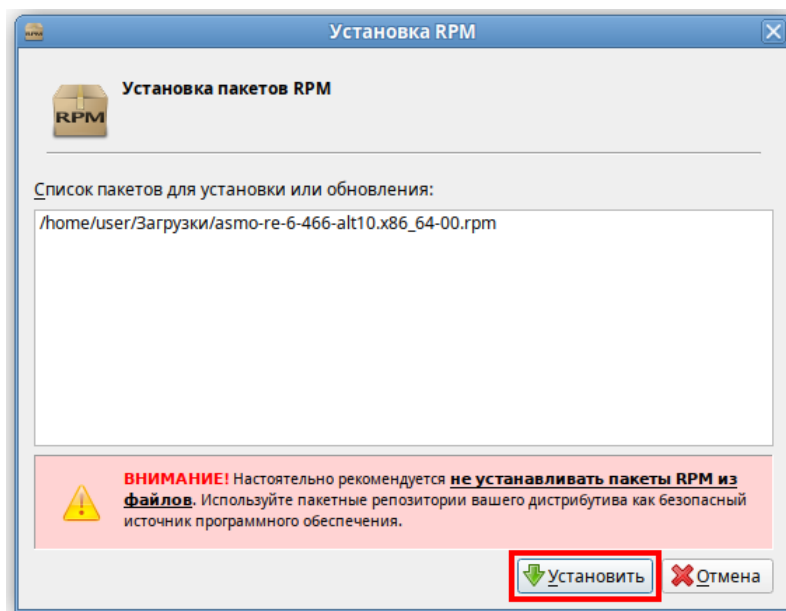 Установка RPM
Установка пакетов RPM
RPM
Список пакетов для установки или обновления:
/home/user/Загрузки/asmo-re-6-466-alt10.x86_64-00.rpm
ВНИМАНИЕ! Настоятельно рекомендуется не устанавливать пакеты RPM из
файлов. Используйте пакетные репозитории вашего дистрибутива как безопасный
источник программного обеспечения.
Установить
Отмена